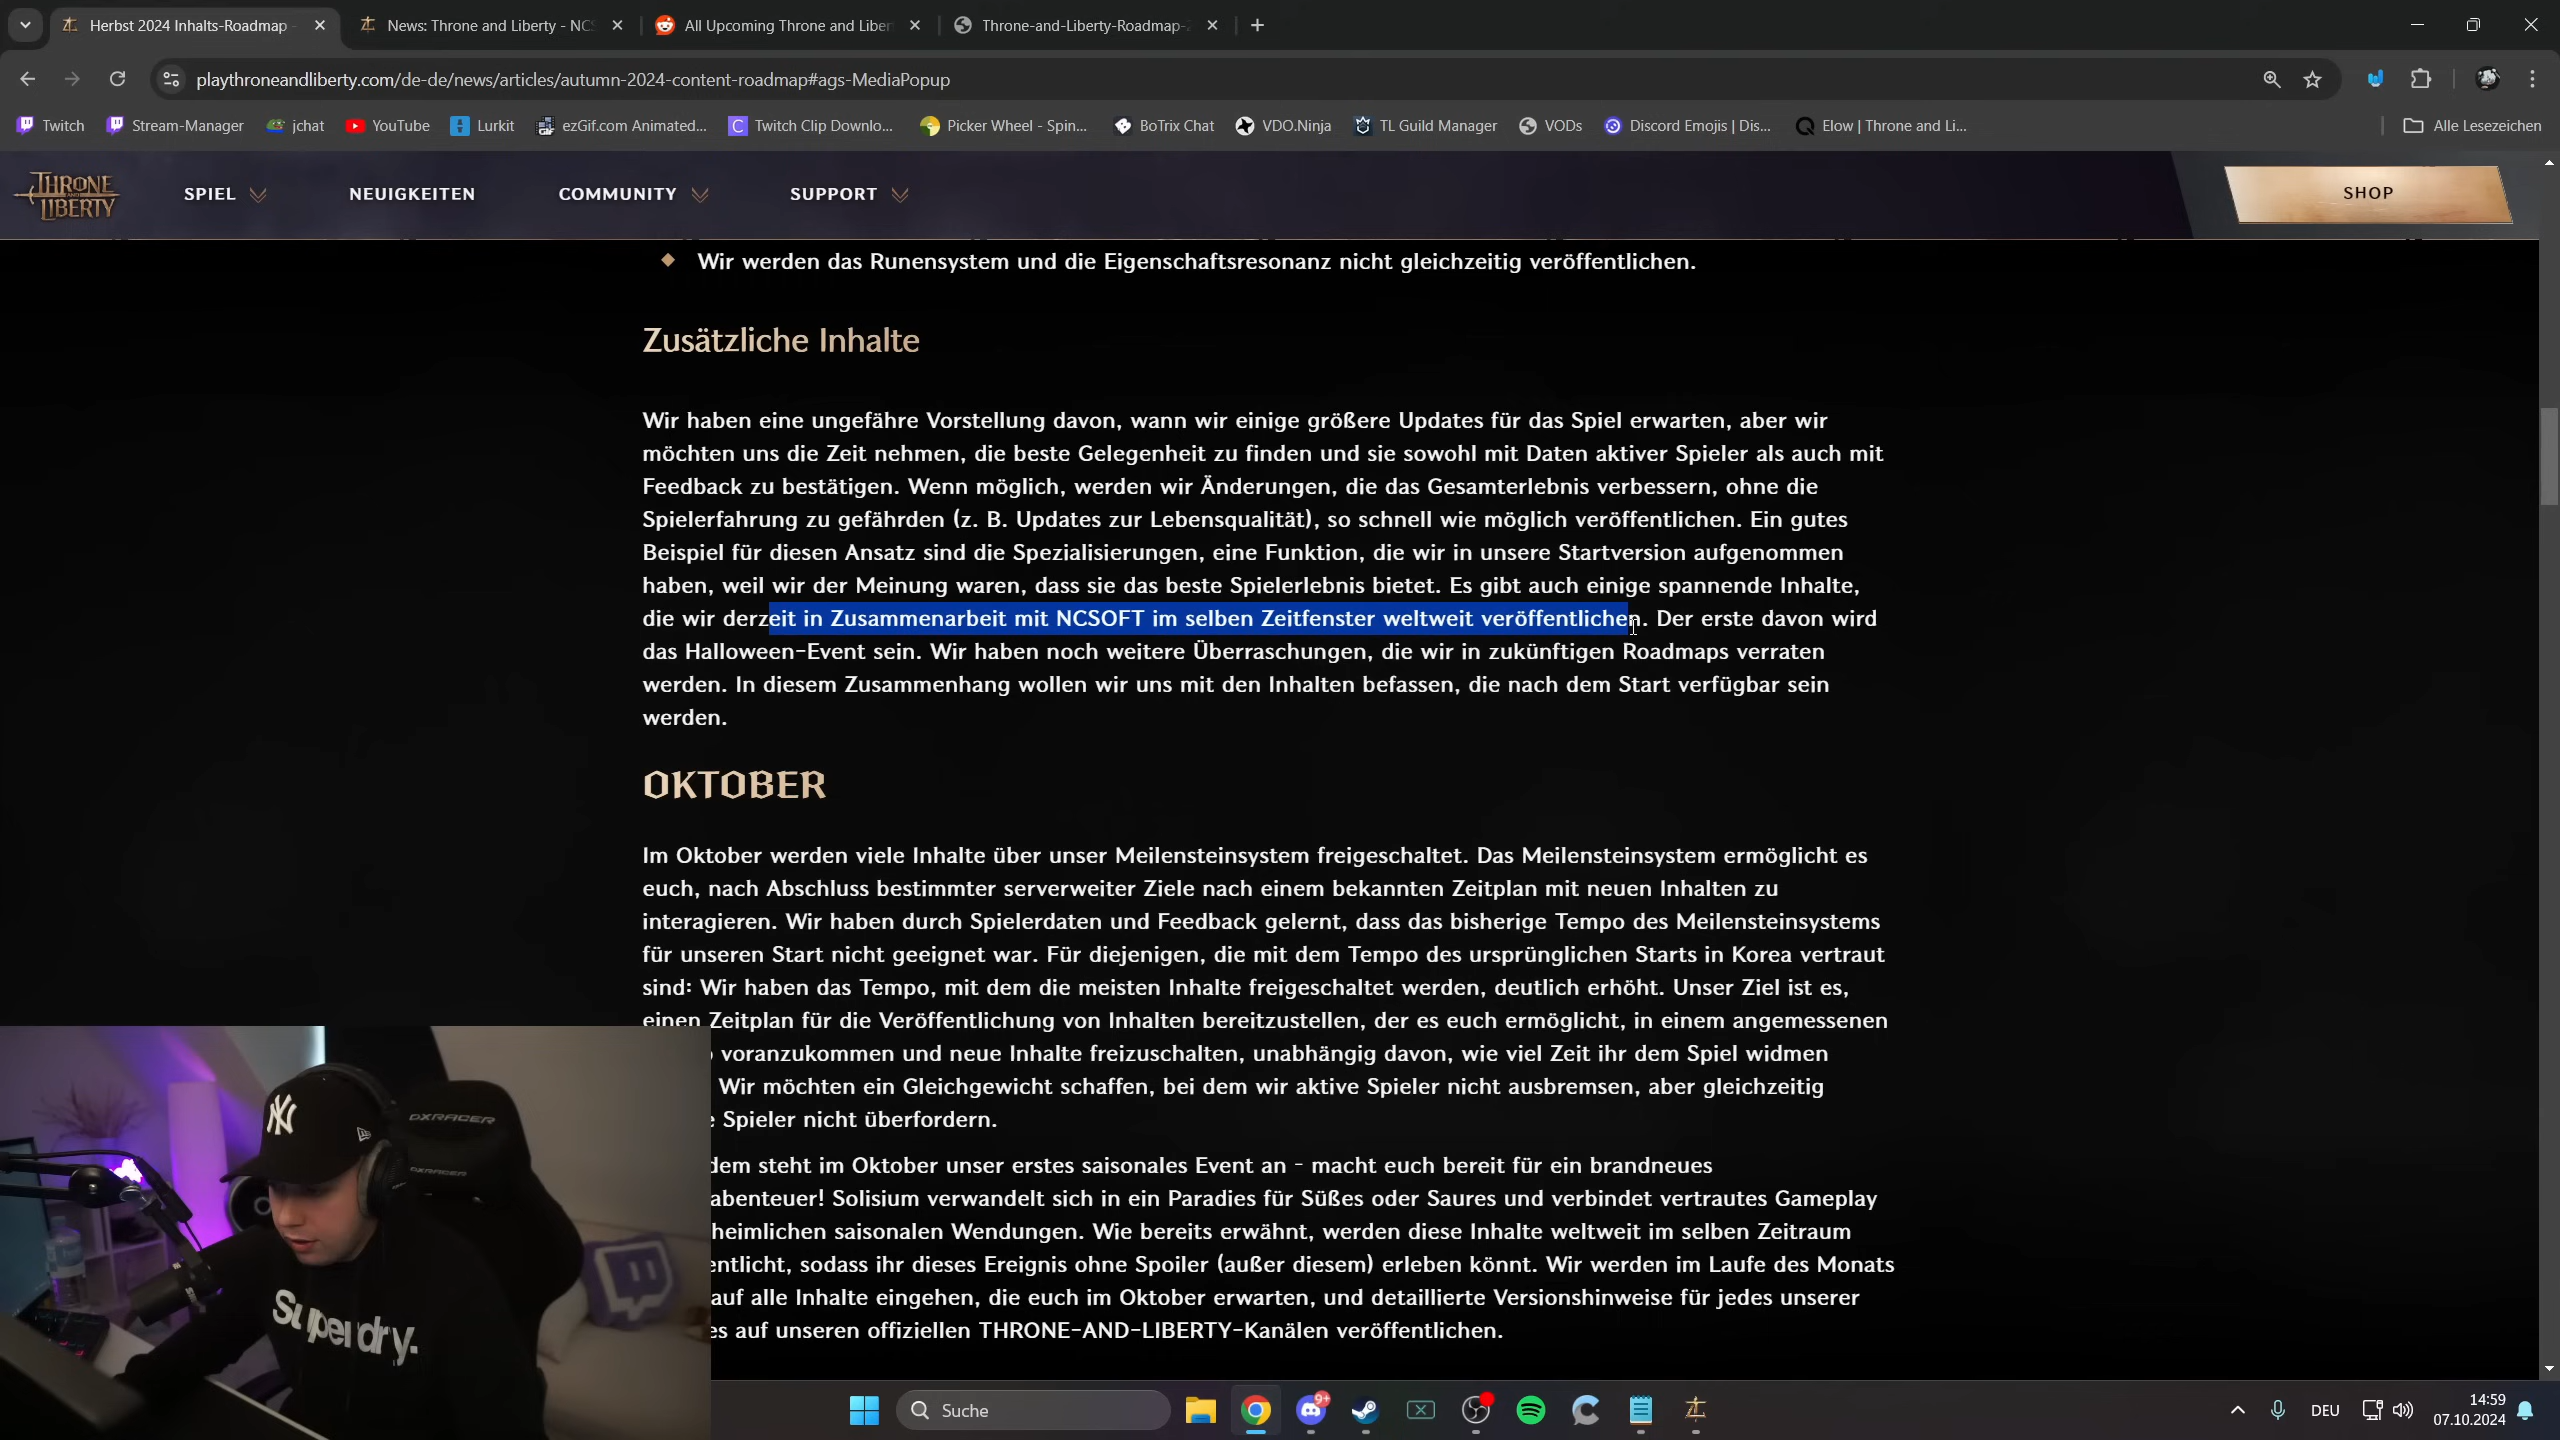 Herbst 2024 Inhalts-Roadmap -
News: Throne and Liberty - NC
All Upcoming Throne and Liber
Throne-and-Liberty-Roadmap-
playthroneandliberty.com/de-de/news/articles/autumn-2024-content-roadmap#ags-MediaPopup
Twitch
Stream-Manager
jchat
YouTube
Lurkit
ezGif.com Animated...
Twitch Clip Downlo...
Picker Wheel - Spin...
BoTrix Chat
VDO.Ninja
TL Guild Manager
VODs
Discord Emojis | Dis...
Elow | Throne and Li...
Alle Lesezeichen
THRONE
AND
LIBERTY
SPIEL
NEUIGKEITEN
COMMUNITY
SUPPORT
SHOP
Wir werden das Runensystem und die Eigenschaftsresonanz nicht gleichzeitig veröffentlichen.
Zusätzliche Inhalte
Wir haben eine ungefähre Vorstellung davon, wann wir einige größere Updates für das Spiel erwarten, aber wir
möchten uns die Zeit nehmen, die beste Gelegenheit zu finden und sie sowohl mit Daten aktiver Spieler als auch mit
Feedback zu bestätigen. Wenn möglich, werden wir Änderungen, die das Gesamterlebnis verbessern, ohne die
Spielerfahrung zu gefährden (z. B. Updates zur Lebensqualität), so schnell wie möglich veröffentlichen. Ein gutes
Beispiel für diesen Ansatz sind die Spezialisierungen, eine Funktion, die wir in unsere Startversion aufgenommen
haben, weil wir der Meinung waren, dass sie das beste Spielerlebnis bietet. Es gibt auch einige spannende Inhalte,
die wir derzeit in Zusammenarbeit mit NCSOFT im selben Zeitfenster weltweit veröffentlichen. Der erste davon wird
das Halloween-Event sein. Wir haben noch weitere Überraschungen, die wir in zukünftigen Roadmaps verraten
werden. In diesem Zusammenhang wollen wir uns mit den Inhalten befassen, die nach dem Start verfügbar sein
werden.
OKTOBER
Im Oktober werden viele Inhalte über unser Meilensteinsystem freigeschaltet. Das Meilensteinsystem ermöglicht es
euch, nach Abschluss bestimmter serverweiter Ziele nach einem bekannten Zeitplan mit neuen Inhalten zu
interagieren. Wir haben durch Spielerdaten und Feedback gelernt, dass das bisherige Tempo des Meilensteinsystems
für unseren Start nicht geeignet war. Für diejenigen, die mit dem Tempo des ursprünglichen Starts in Korea vertraut
sind: Wir haben das Tempo, mit dem die meisten Inhalte freigeschaltet werden, deutlich erhöht. Unser Ziel ist es,
einen Zeitplan für die Veröffentlichung von Inhalten bereitzustellen, der es euch ermöglicht, in einem angemessenen
voranzukommen und neue Inhalte freizuschalten, unabhängig davon, wie viel Zeit ihr dem Spiel widmen
Wir möchten ein Gleichgewicht schaffen, bei dem wir aktive Spieler nicht ausbremsen, aber gleichzeitig
e Spieler nicht überfordern.
dem steht im Oktober unser erstes saisonales Event an - macht euch bereit für ein brandneues
abenteuer! Solisium verwandelt sich in ein Paradies für Süßes oder Saures und verbindet vertrautes Gameplay
heimlichen saisonalen Wendungen. Wie bereits erwähnt, werden diese Inhalte weltweit im selben Zeitraum
entlicht, sodass ihr dieses Ereignis ohne Spoiler (außer diesem) erleben könnt. Wir werden im Laufe des Monats
auf alle Inhalte eingehen, die euch im Oktober erwarten, und detaillierte Versionshinweise für jedes unserer
es auf unseren offiziellen THRONE-AND-LIBERTY-Kanälen veröffentlichen.
NY
DXRACER
DXRACER
Superdry.
Suche
9+
DEU
14:59
07.10.2024